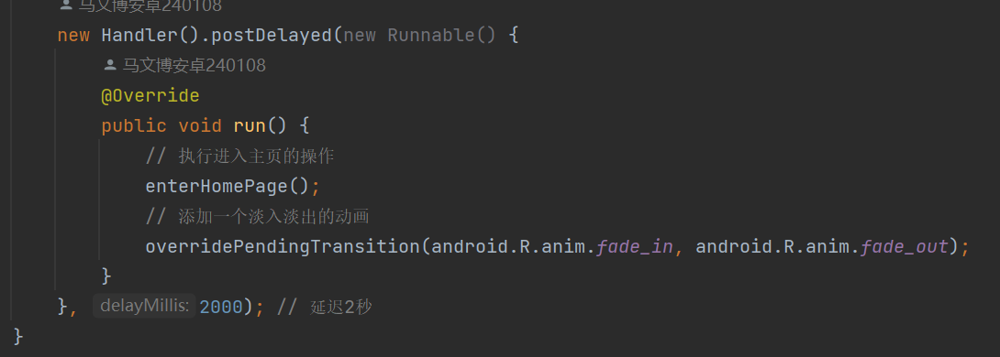 马文博安卓240108
new Handler().postDelayed(new Runnable() {
马文博安卓240108
@Override
public void run() {
// 执行进入主页的操作
enterHomePage();
// 添加一个淡入淡出的动画
overridePendingTransition(android.R.anim.fade_in, android.R.anim.fade_out);
}
}, delayMillis: 2000); // 延迟2秒
}